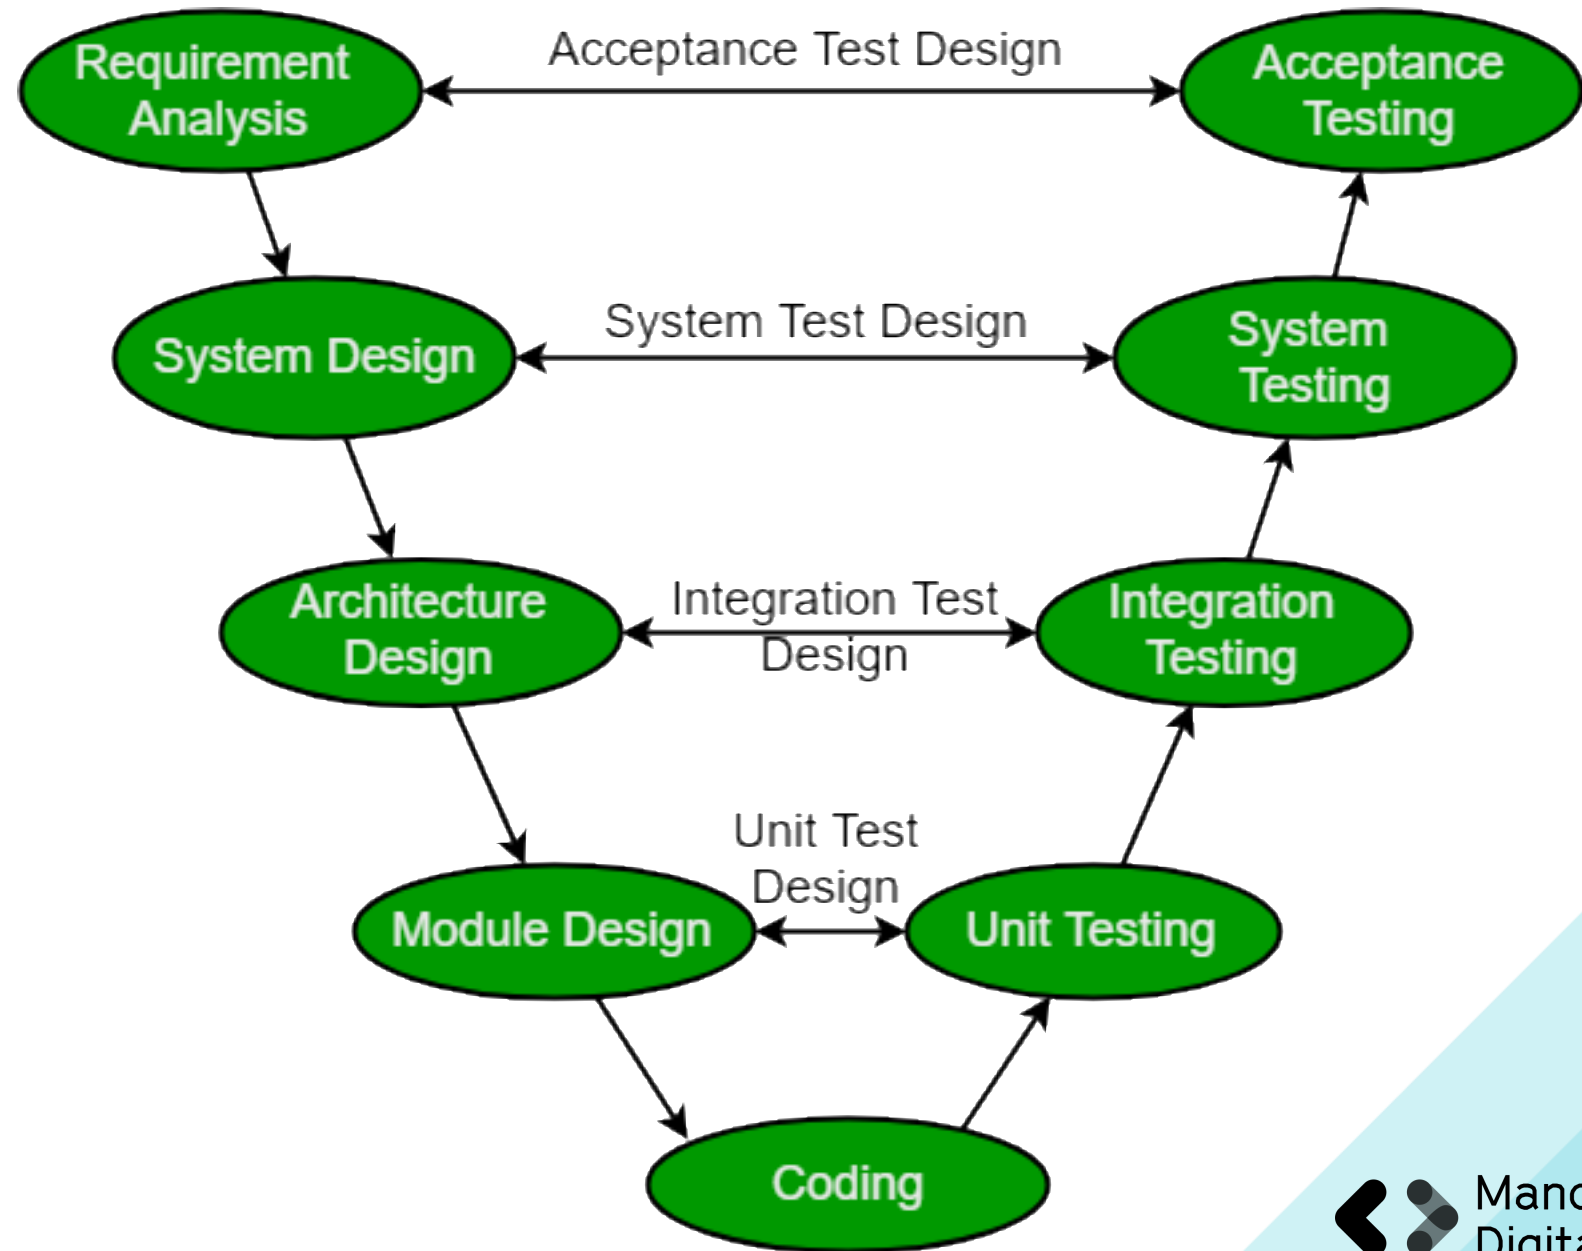 Requirement
Analysis
Acceptance Test Design
Acceptance
Testing
System Design
System Test Design
System
Testing
Architecture
Design
Integration Test
Design
Integration
Testing
Module Design
Unit Test
Design
Unit Testing
Coding